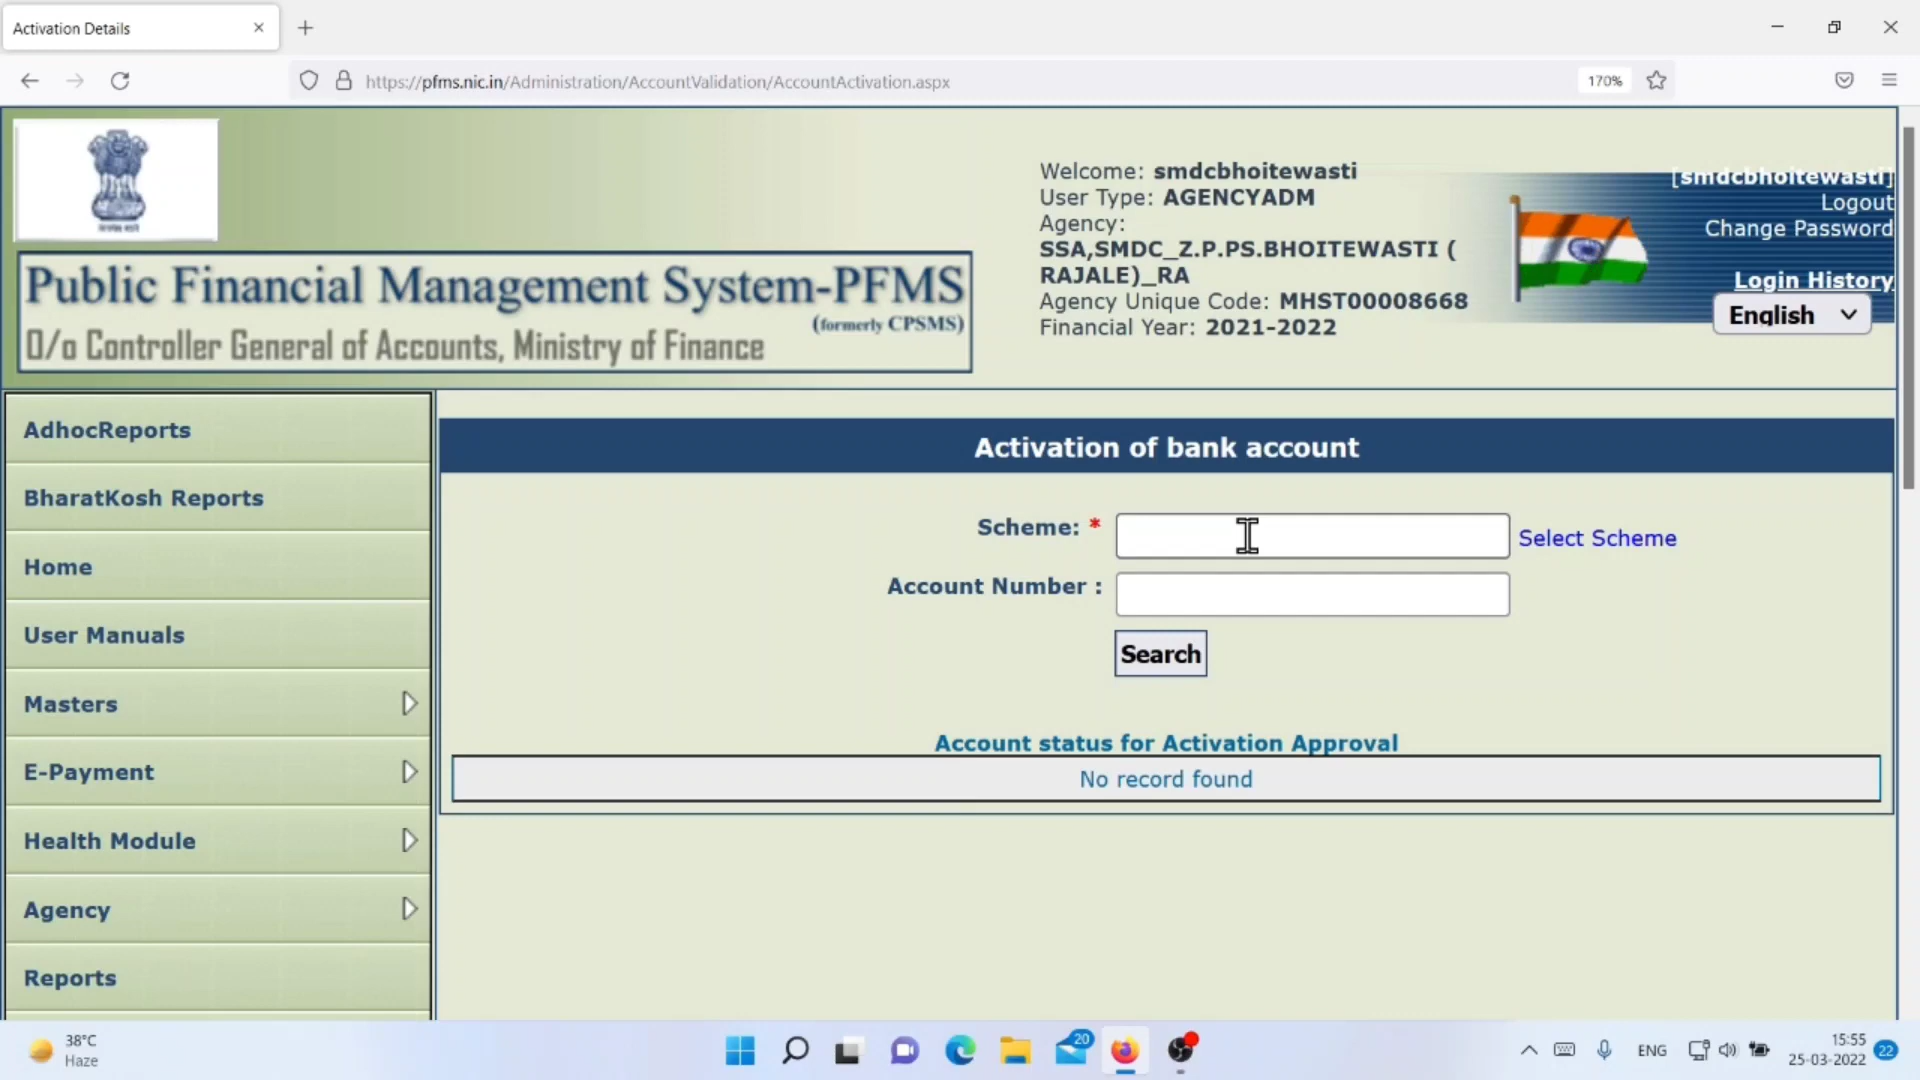 Activation Details
https://pfms.nic.in/Administration/AccountValidation/AccountActivation.aspx
170%
Welcome: smdcbhoitewasti
User Type: AGENCYADM
Agency:
SSA,SMDC_Z.P.PS.BHOITEWASTI (
RAJALE)_RA
Agency Unique Code: MHST00008668
Financial Year: 2021-2022
[smdcbhoitewasti]
Logout
Change Password
Login History
English
Public Financial Management System-PFMS
(formerly CPSMS)
O/o Controller General of Accounts, Ministry of Finance
AdhocReports
BharatKosh Reports
Home
User Manuals
Masters
E-Payment
Health Module
Agency
Reports
Activation of bank account
Scheme: *
Select Scheme
Account Number :
Search
Account status for Activation Approval
No record found
38°C
Haze
20
ENG
15:55
25-03-2022
22